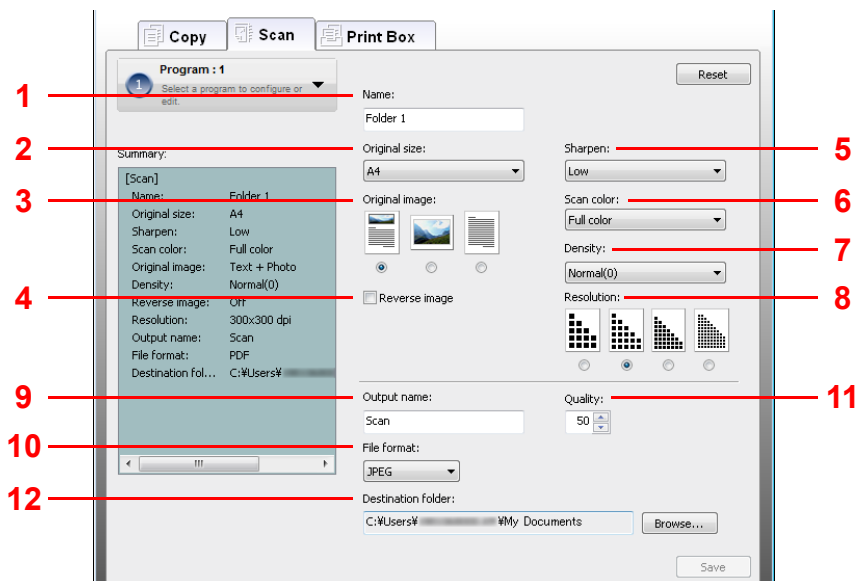 Copy Scan Print Box
Program : 1
1
Select a program to configure or
edit.
Reset
1
Name:
Folder 1
2
Original size:
A4
Sharpen:
Low
5
Summary:
[Scan]
Name: Folder 1
Original size: A4
Sharpen: Low
Scan color: Full color
Original image: Text + Photo
Density: Normal(0)
Reverse image: Off
Resolution: 300x300 dpi
Output name: Scan
File format: PDF
Destination fol... C:¥Users¥
3
Original image:
Scan color:
6
Full color
Density:
7
Normal(0)
4
Reverse image
Resolution:
8
9
Output name:
Scan
Quality:
11
50
10
File format:
JPEG
12
Destination folder:
C:¥Users¥ ¥My Documents
Browse...
Save